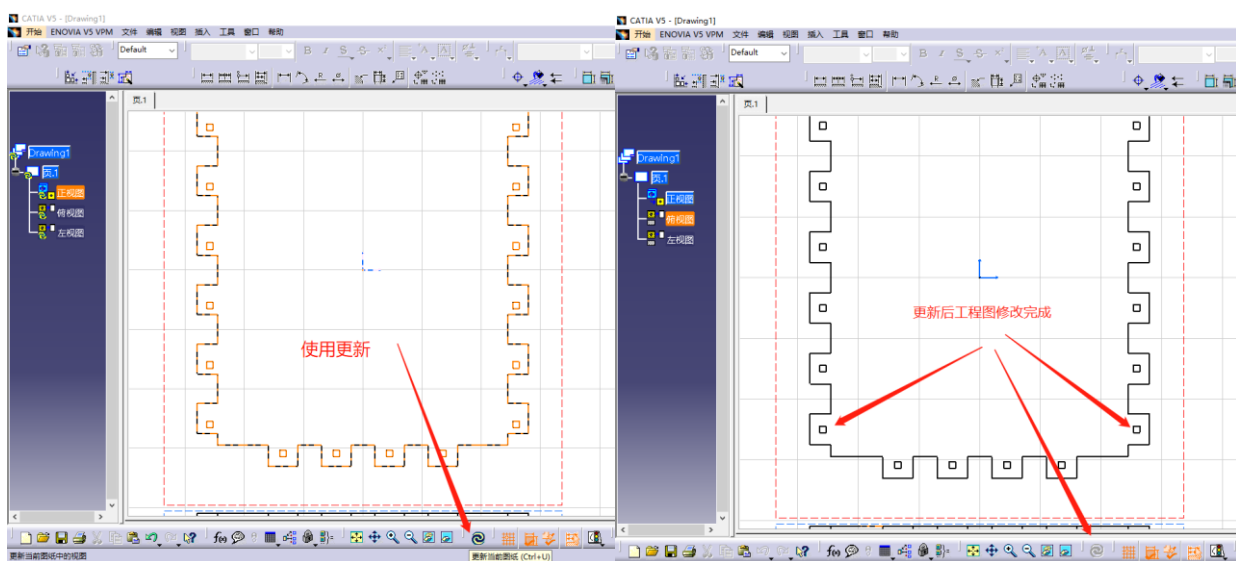 CATIA V5 - [Drawing1]
开始 ENOVIA V5 VPM 文件 编辑 视图 插入 工具 窗口 帮助
Default
页.1
Drawing1
页.1
正视图
俯视图
左视图
使用更新
更新当前图纸中的视图
更新当前图纸 (Ctrl+U)
CATIA V5 - [Drawing1]
开始 ENOVIA V5 VPM 文件 编辑 视图 插入 工具 窗口 帮助
Default
页.1
Drawing1
页.1
正视图
俯视图
左视图
更新后工程图修改完成